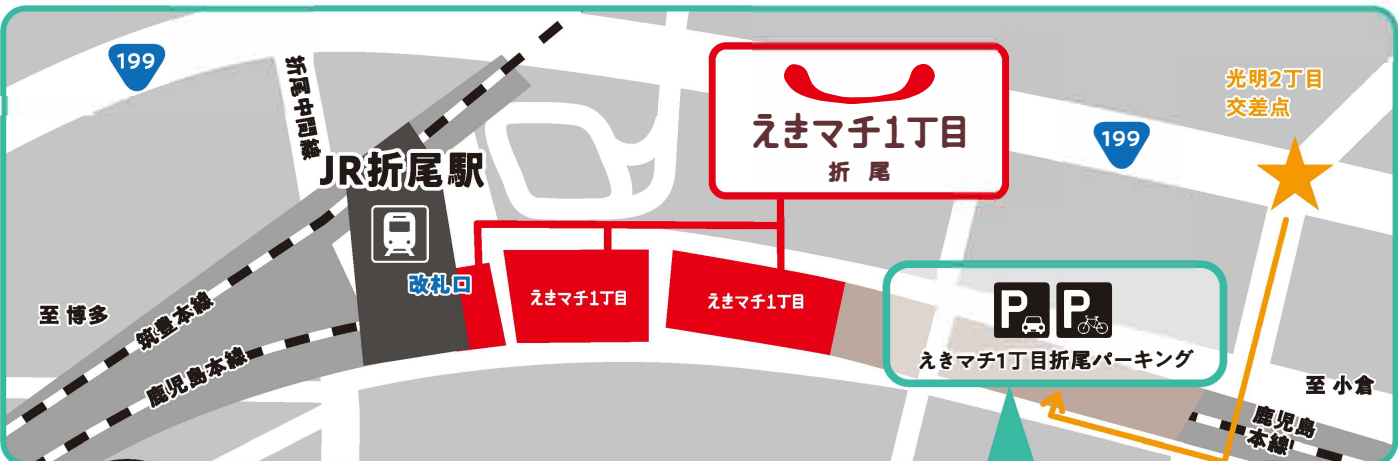 199
折尾中間線
JR折尾駅
改札口
えきマチ1丁目
折尾
えきマチ1丁目
えきマチ1丁目
199
光明2丁目
交差点
P P
えきマチ1丁目折尾パーキング
至 博多
筑豊本線
鹿児島本線
至 小倉
鹿児島
本線